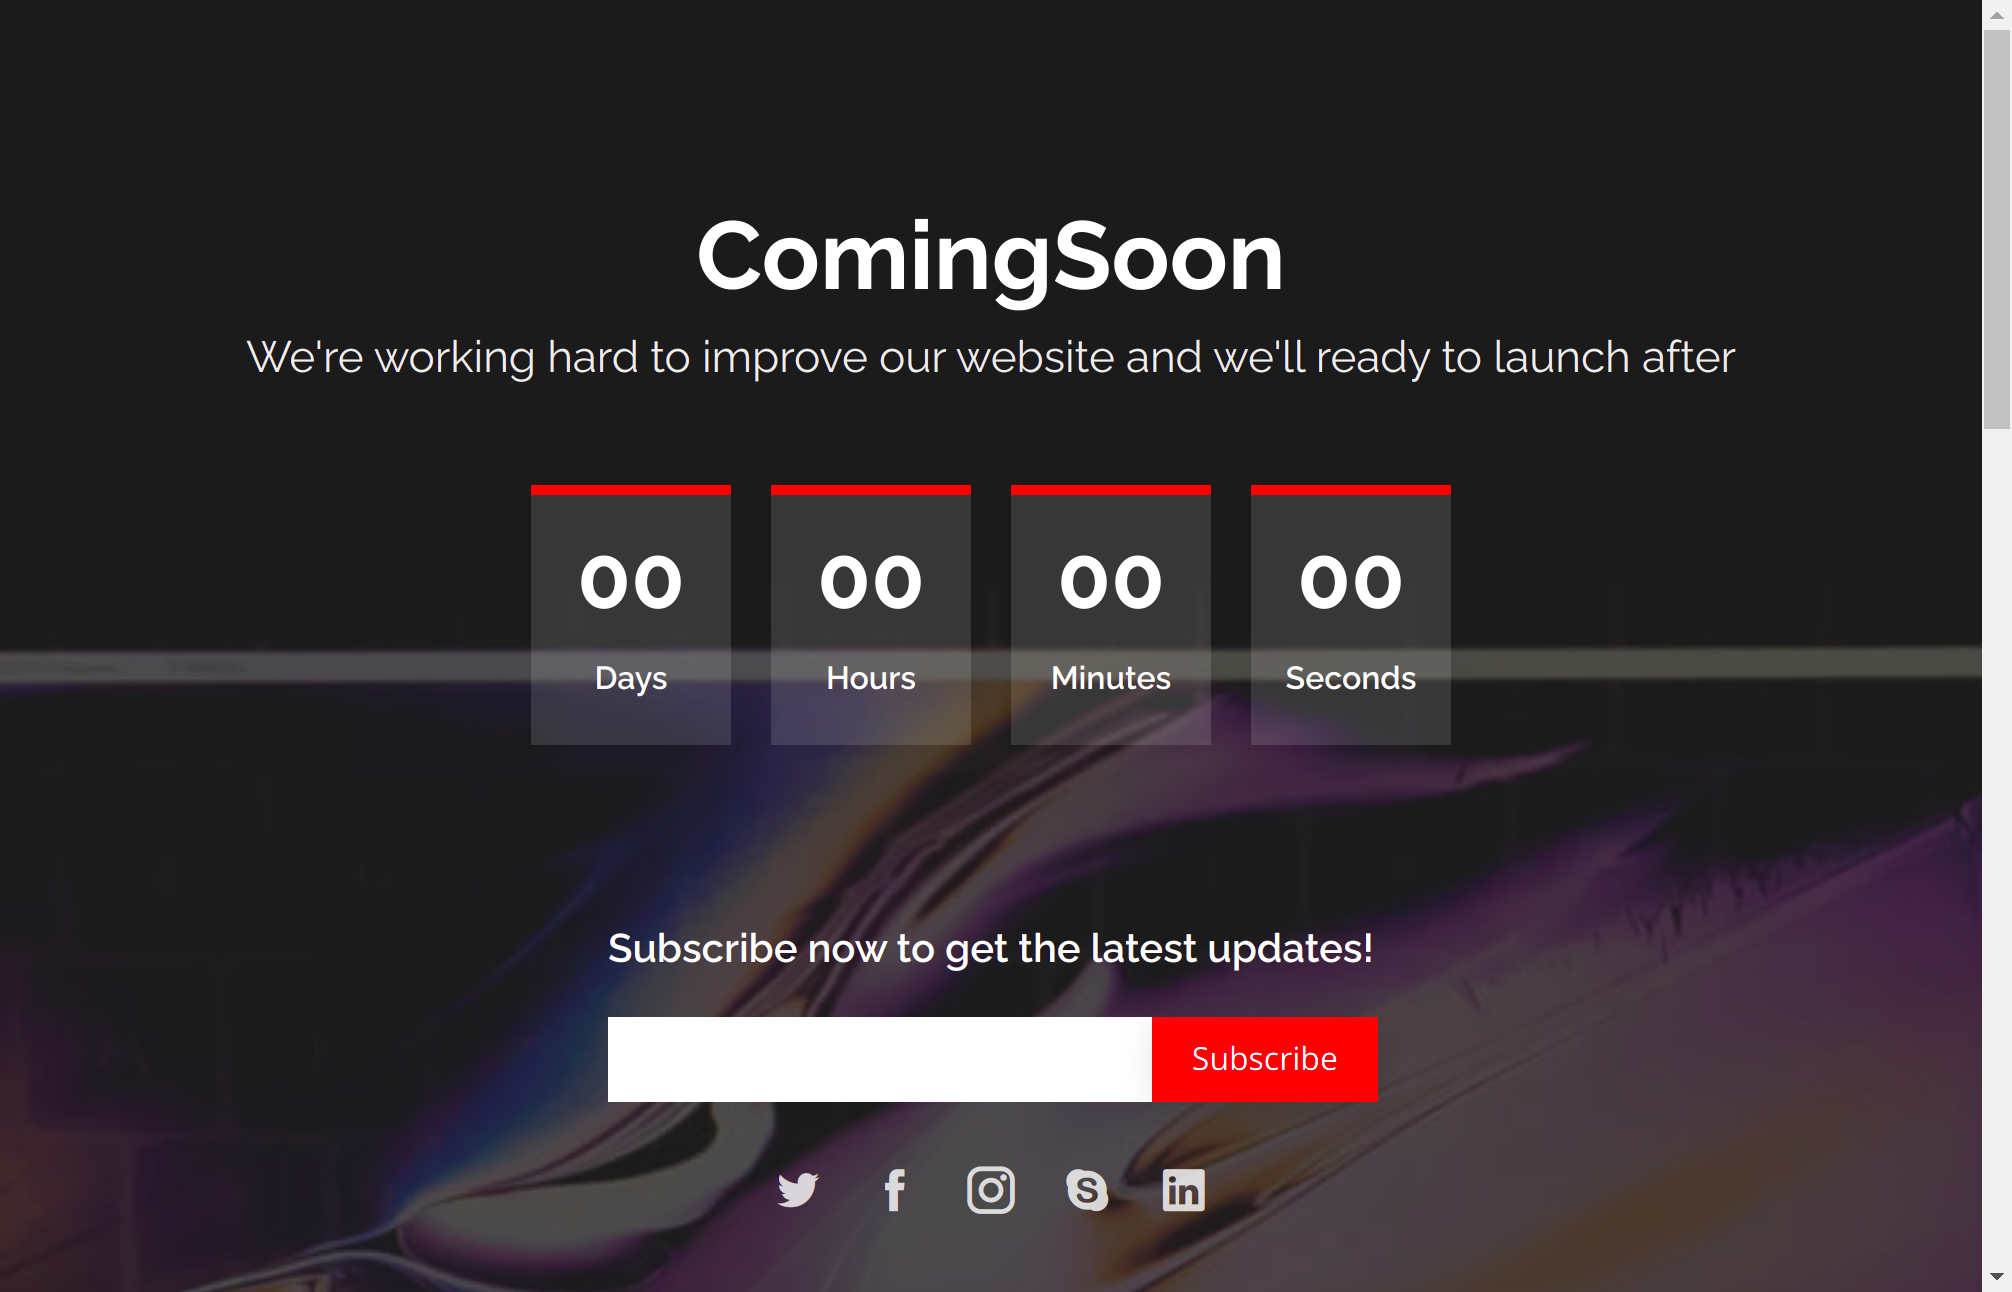 ComingSoon
We're working hard to improve our website and we'll ready to launch after
00 00 00 00
Days Hours Minutes Seconds
Subscribe now to get the latest updates!
Subscribe